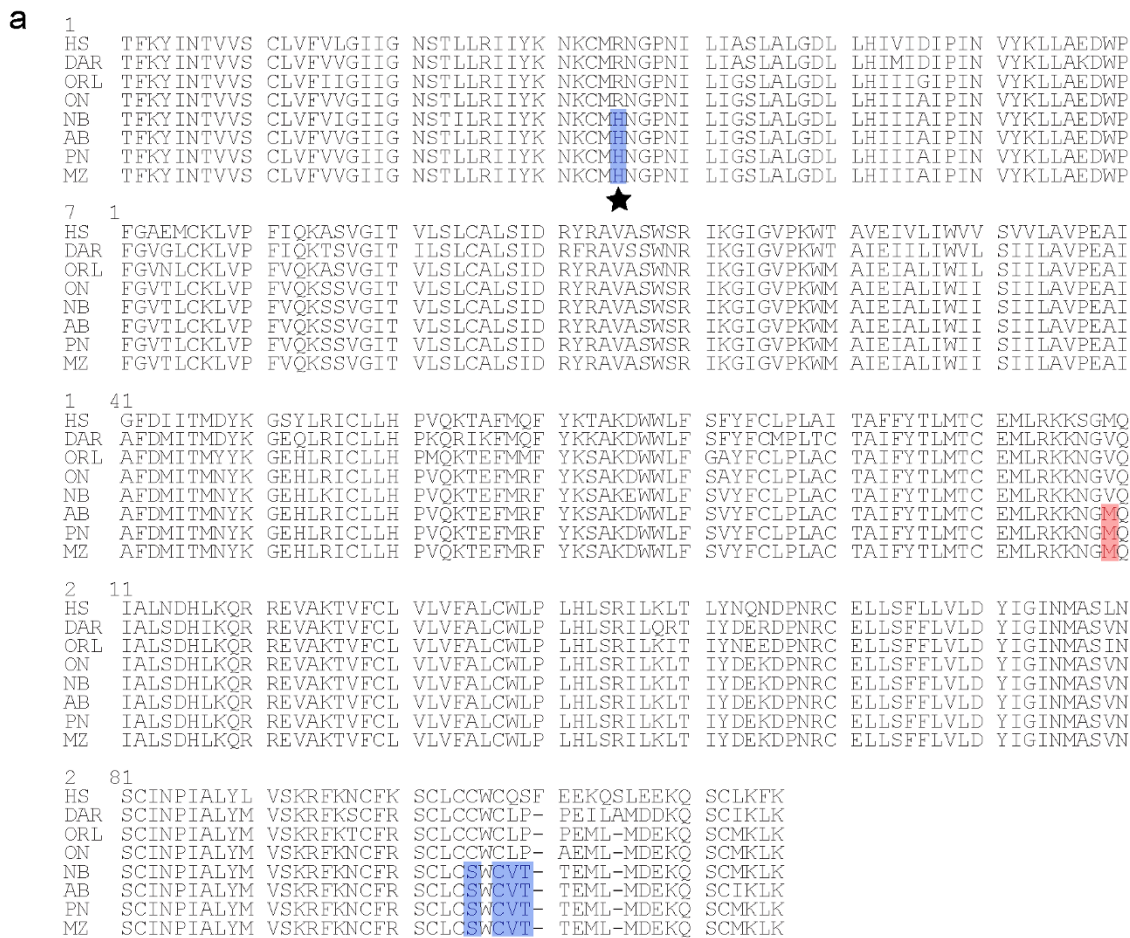 a
1
HS TFKYINTVVS CLVFVLGIIG NSTLLRIIYK NKCMRNGPNI LIASLALGDL LHIVIDIPIN VYKLLAEDWP
DAR TFKYINTVVS CLVFVVGIIG NSTLLRIIYK NKCMRNGPNI LIASLALGDL LHIMIDIPIN VYKLLAKDWP
ORL TFKYINTVVS CLVFIIGIIG NSTLLRIIYK NKCMRNGPNI LIGSLALGDL LHIIIGIPIN VYKLLAEDWP
ON TFKYINTVVS CLVFVVGIIG NSTLLRIIYK NKCMRNGPNI LIGSLALGDL LHIIIAIPIN VYKLLAEDWP
NB TFKYINTVVS CLVFVIGIIG NSTILRIIYK NKCMHNGPNI LIGSLALGDL LHIIIAIPIN VYKLLAEDWP
AB TFKYINTVVS CLVFVVGIIG NSTLLRIIYK NKCMHNGPNI LIGSLALGDL LHIIIAIPIN VYKLLAEDWP
PN TFKYINTVVS CLVFVVGIIG NSTLLRIIYK NKCMHNGPNI LIGSLALGDL LHIIIAIPIN VYKLLAEDWP
MZ TFKYINTVVS CLVFVVGIIG NSTLLRIIYK NKCMHNGPNI LIGSLALGDL LHIIIAIPIN VYKLLAEDWP
7 1
HS FGAEMCKLVP FIQKASVGIT VLSLCALSID RYRAVASWSR IKGIGVPKWT AVEIVLIWVV SVVLAVPEAI
DAR FGVGLCKLVP FIQKTSVGIT ILSLCALSID RFRAVSSWNR IKGIGVPKWT AIEIALIWVL SIILAVPEAI
ORL FGVNLCKLVP FVQKASVGIT VLSLCALSID RYRAVASWSR IKGIGVPKWM AIEIALIWII SIILAVPEAI
ON FGVTLCKLVP FVQKSSVGIT VLSLCALSID RYRAVASWSR IKGIGVPKWM AIEIALIWII SIILAVPEAI
NB FGVTLCKLVP FVQKSSVGIT VLSLCALSID RYRAVASWSR IKGIGVPKWM AIEIALIWII SIILAVPEAI
AB FGVTLCKLVP FVQKSSVGIT VLSLCALSID RYRAVASWSR IKGIGVPKWM AIEIALIWII SIILAVPEAI
PN FGVTLCKLVP FVQKSSVGIT VLSLCALSID RYRAVASWSR IKGIGVPKWM AIEIALIWII SIILAVPEAI
MZ FGVTLCKLVP FVQKSSVGIT VLSLCALSID RYRAVASWSR IKGIGVPKWM AIEIALIWII SIILAVPEAI
1 41
HS GFDIITMDYK GSYLRICLLH PVQKTAFMQF YKTAKDWWLF SFYFCLPLAI TAFFYTLMTC EMLRKKSGMQ
DAR AFDMITMDYK GEQLRICLLH PKQRIKFMQF YKKAKDWWLF SFYFCMPLTC TAIFYTLMTC EMLRKKNGVQ
ORL AFDMITMYYK GEHLRICLLH PMQKTEFMMF YKSAKDWWLF GAYFCLPLAC TAIFYTLMTC EMLRKKNGVQ
ON AFDMITMNYK GEHLRICLLH PVQKTEFMRF YKSAKDWWLF SAYFCLPLAC TAIFYTLMTC EMLRKKNGVQ
NB AFDMITMNYK GEHLKICLLH PVQKTEFMRF YKSAKEWWLF SVYFCLPLAC TAIFYTLMTC EMLRKKNGVQ
AB AFDMITMNYK GEHLRICLLH PVQKTEFMRF YKSAKDWWLF SVYFCLPLAC TAIFYTLMTC EMLRKKNGMQ
PN AFDMITMNYK GEHLRICLLH PVQKTEFMRF YKSAKDWWLF SVYFCLPLAC TAIFYTLMTC EMLRKKNGMQ
MZ AFDMITMNYK GEHLRICLLH PVQKTEFMRF YKSAKDWWLF SVYFCLPLAC TAIFYTLMTC EMLRKKNGMQ
2 11
HS IALNDHLKQR REVAKTVFCL VLVFALCWLP LHLSRILKLT LYNQNDPNRC ELLSFLLVLD YIGINMASLN
DAR IALSDHIKQR REVAKTVFCL VLVFALCWLP LHLSRILQRT IYDERDPNRC ELLSFFLVLD YIGINMASVN
ORL IALSDHLKQR REVAKTVFCL VLVFALCWLP LHLSRILKIT IYNEEDPNRC ELLSFFLVLD YIGINMASIN
ON IALSDHLKQR REVAKTVFCL VLVFALCWLP LHLSRILKLT IYDEKDPNRC ELLSFFLVLD YIGINMASVN
NB IALSDHLKQR REVAKTVFCL VLVFALCWLP LHLSRILKLT IYDEKDPNRC ELLSFFLVLD YIGINMASVN
AB IALSDHLKQR REVAKTVFCL VLVFALCWLP LHLSRILKLT IYDEKDPNRC ELLSFFLVLD YIGINMASVN
PN IALSDHLKQR REVAKTVFCL VLVFALCWLP LHLSRILKLT IYDEKDPNRC ELLSFFLVLD YIGINMASVN
MZ IALSDHLKQR REVAKTVFCL VLVFALCWLP LHLSRILKLT IYDEKDPNRC ELLSFFLVLD YIGINMASVN
2 81
HS SCINPIALYL VSKRFKNCFK SCLCCWCQSF EEKQSLEEKQ SCLKFK
DAR SCINPIALYM VSKRFKSCFR SCLCCWCLP- PEILAMDDKQ SCIKLK
ORL SCINPIALYM VSKRFKTCFR SCLCCWCLP- PEML-MDEKQ SCMKLK
ON SCINPIALYM VSKRFKNCFR SCLCCWCLP- AEML-MDEKQ SCMKLK
NB SCINPIALYM VSKRFKNCFR SCLCSWCVT- TEML-MDEKQ SCMKLK
AB SCINPIALYM VSKRFKNCFR SCLCSWCVT- TEML-MDEKQ SCIKLK
PN SCINPIALYM VSKRFKNCFR SCLCSWCVT- TEML-MDEKQ SCMKLK
MZ SCINPIALYM VSKRFKNCFR SCLCSWCVT- TEML-MDEKQ SCMKLK